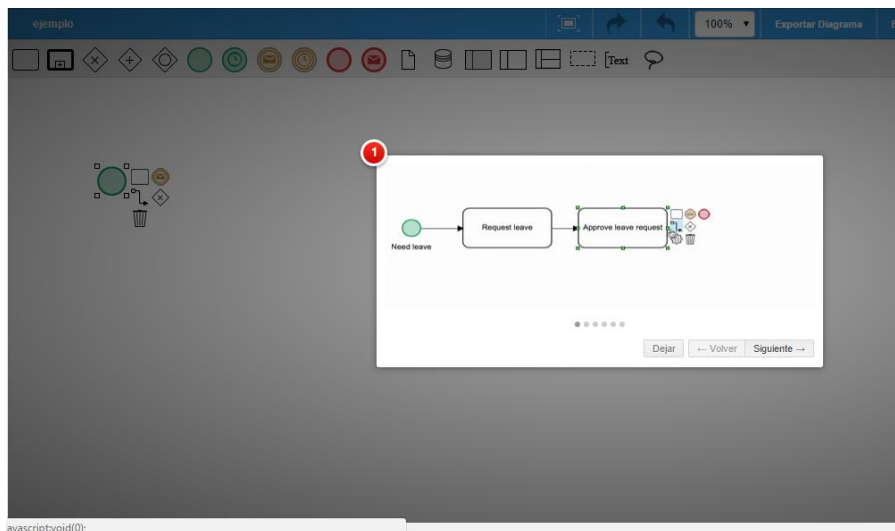 ejemplo
100% ▼
Exportar Diagrama
Text
1
Need leave
Request leave
Approve leave request
Dejar
← Volver
Siguiente →
avascript:void(0);